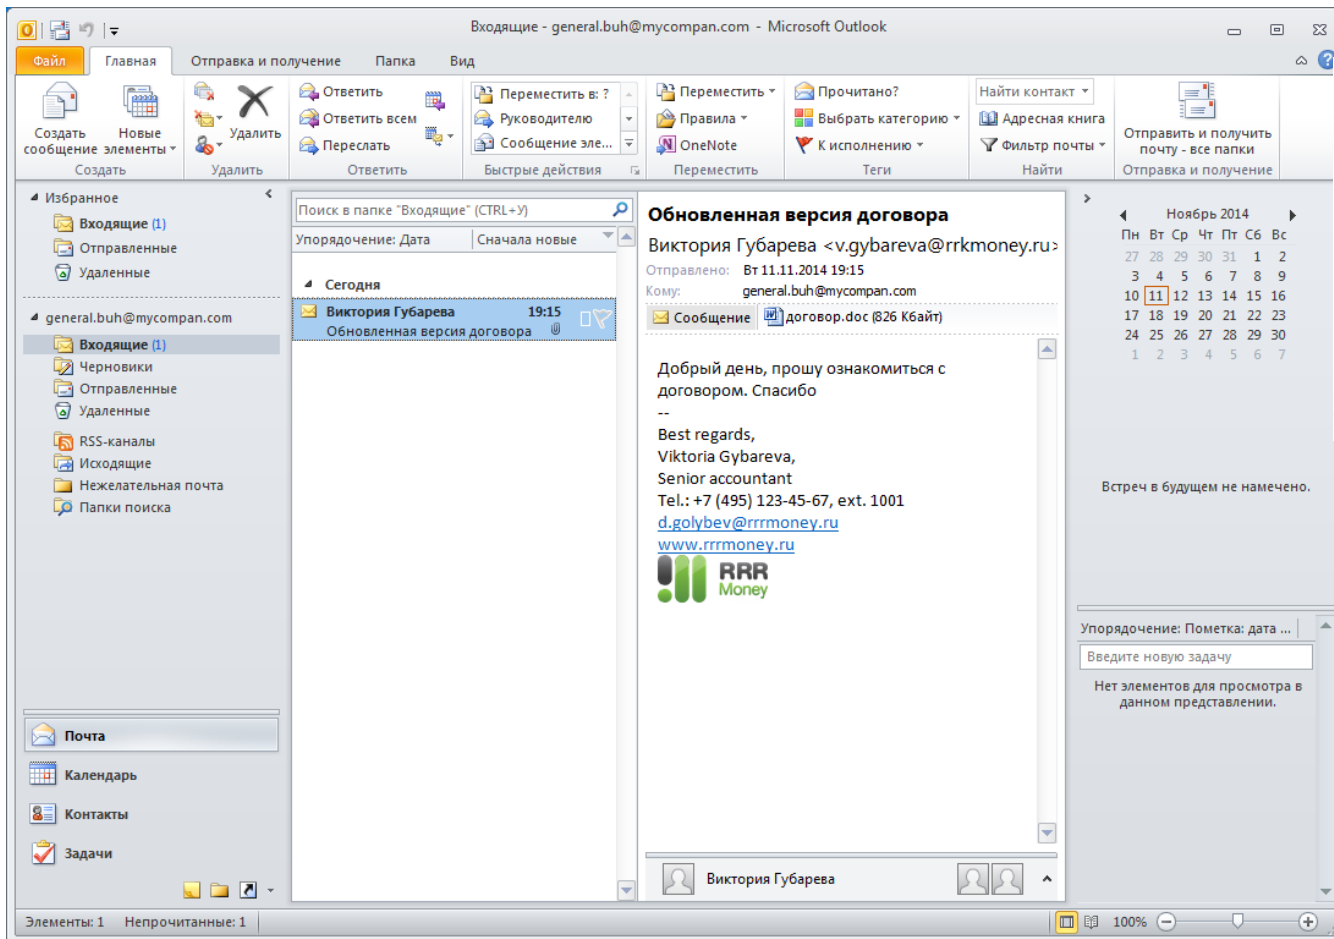 Входящие - general.buh@mycompan.com - Microsoft Outlook
Файл Главная Отправка и получение Папка Вид
Создать сообщение
Новые элементы
Создать
Удалить
Удалить
Ответить
Ответить всем
Переслать
Ответить
Переместить в: ?
Руководителю
Сообщение эле...
Быстрые действия
Переместить
Правила
OneNote
Переместить
Прочитано?
Выбрать категорию
К исполнению
Теги
Найти контакт
Адресная книга
Фильтр почты
Найти
Отправить и получить
почту - все папки
Отправка и получение
Избранное
Входящие (1)
Отправленные
Удаленные
general.buh@mycompan.com
Входящие (1)
Черновики
Отправленные
Удаленные
RSS-каналы
Исходящие
Нежелательная почта
Папки поиска
Почта
Календарь
Контакты
Задачи
Поиск в папке "Входящие" (CTRL+У)
Упорядочение: Дата Сначала новые
Сегодня
Виктория Губарева 19:15
Обновленная версия договора
Обновленная версия договора
Виктория Губарева <v.gybareva@rrkmoney.ru>
Отправлено: Вт 11.11.2014 19:15
Кому: general.buh@mycompan.com
Сообщение договор.doc (826 Кбайт)
Добрый день, прошу ознакомиться с
договором. Спасибо
--
Best regards,
Viktoria Gybareva,
Senior accountant
Tel.: +7 (495) 123-45-67, ext. 1001
d.golybev@rrrmoney.ru
www.rrrmoney.ru
RRR
Money
Виктория Губарева
Ноябрь 2014
Пн Вт Ср Чт Пт Сб Вс
27 28 29 30 31 1 2
3 4 5 6 7 8 9
10 11 12 13 14 15 16
17 18 19 20 21 22 23
24 25 26 27 28 29 30
1 2 3 4 5 6 7
Встреч в будущем не намечено.
Упорядочение: Пометка: дата ...
Введите новую задачу
Нет элементов для просмотра в
данном представлении.
Элементы: 1 Непрочитанные: 1
100%